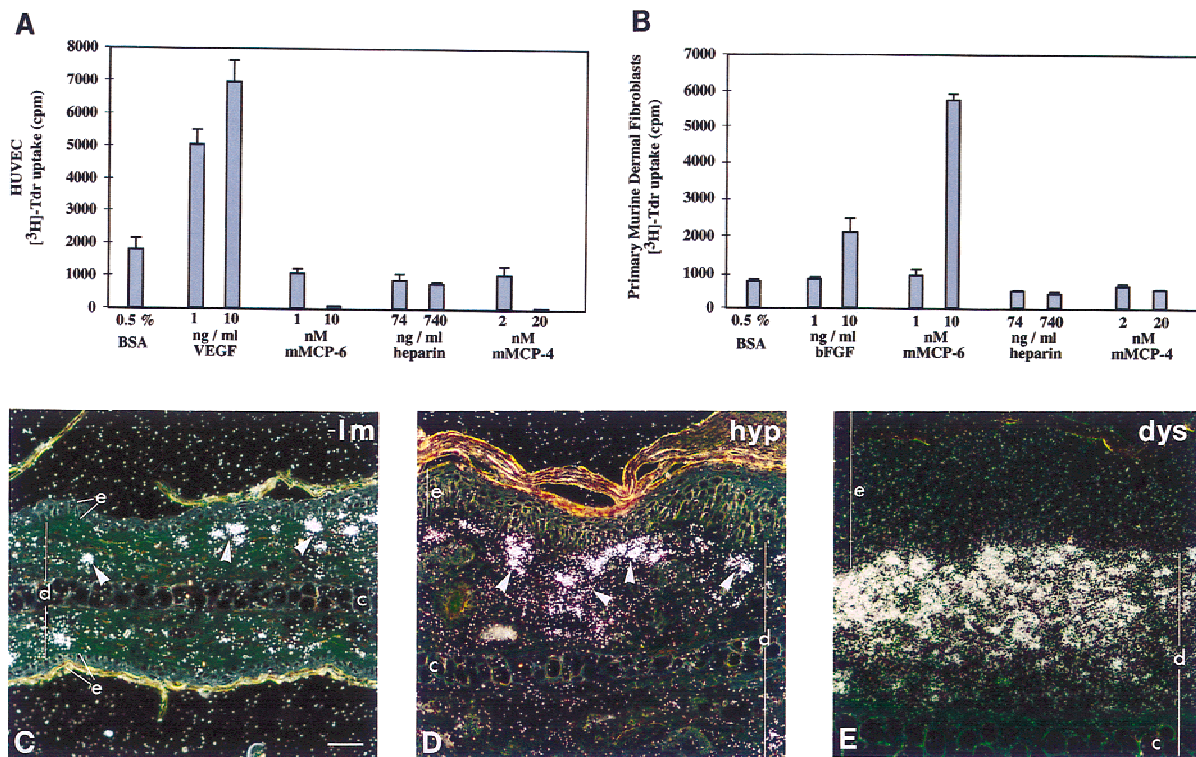 A
8000
7000
6000
5000
4000
3000
2000
1000
0
HUVEC
[³H]-Tdr uptake (cpm)
0.5 % 1 10 1 10 74 740 2 20
BSA ng / ml VEGF nM mMCP-6 ng / ml heparin nM mMCP-4
B
7000
6000
5000
4000
3000
2000
1000
0
Primary Murine Dermal Fibroblasts
[³H]-Tdr uptake (cpm)
0.5 % 1 10 1 10 74 740 2 20
BSA ng / ml bFGF nM mMCP-6 ng / ml heparin nM mMCP-4
-lm
e
d
c
e
C
hyp
e
d
c
D
dys
e
d
c
E